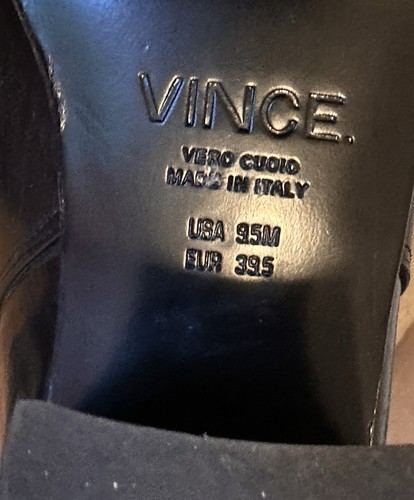 VINCE.
VERO CUOIO
MADE IN ITALY
USA 9.5M
EUR 39.5